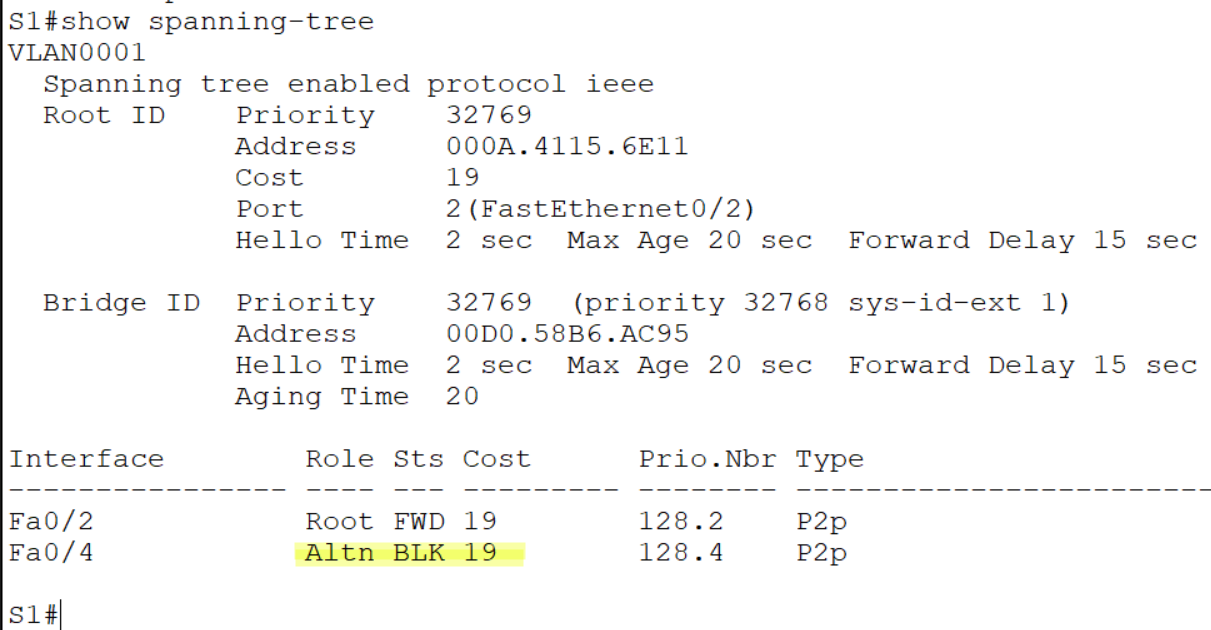 S1#show spanning-tree
VLAN0001
  Spanning tree enabled protocol ieee
  Root ID    Priority    32769
             Address     000A.4115.6E11
             Cost        19
             Port        2(FastEthernet0/2)
             Hello Time  2 sec  Max Age 20 sec  Forward Delay 15 sec

  Bridge ID  Priority    32769  (priority 32768 sys-id-ext 1)
             Address     00D0.58B6.AC95
             Hello Time  2 sec  Max Age 20 sec  Forward Delay 15 sec
             Aging Time  20

Interface        Role Sts Cost      Prio.Nbr Type
---------------- ---- --- --------- -------- ------------------------
Fa0/2            Root FWD 19        128.2    P2p
Fa0/4            Altn BLK 19        128.4    P2p

S1#